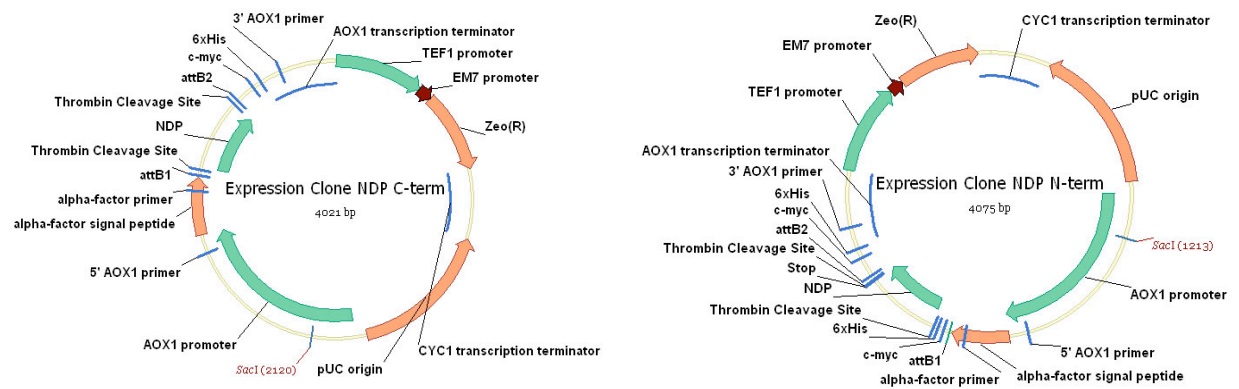 3' AOX1 primer
6xHis
c-myc
attB2
Thrombin Cleavage Site
NDP
Thrombin Cleavage Site
attB1
alpha-factor primer
alpha-factor signal peptide
5' AOX1 primer
AOX1 promoter
SacI (2120)
pUC origin
CYC1 transcription terminator
Zeo(R)
EM7 promoter
TEF1 promoter
AOX1 transcription terminator
Expression Clone NDP C-term
4021 bp
Zeo(R)
EM7 promoter
TEF1 promoter
AOX1 transcription terminator
3' AOX1 primer
6xHis
c-myc
attB2
Thrombin Cleavage Site
Stop
NDP
Thrombin Cleavage Site
6xHis
c-myc
attB1
alpha-factor primer
alpha-factor signal peptide
5' AOX1 primer
AOX1 promoter
SacI (1213)
pUC origin
CYC1 transcription terminator
Expression Clone NDP N-term
4075 bp